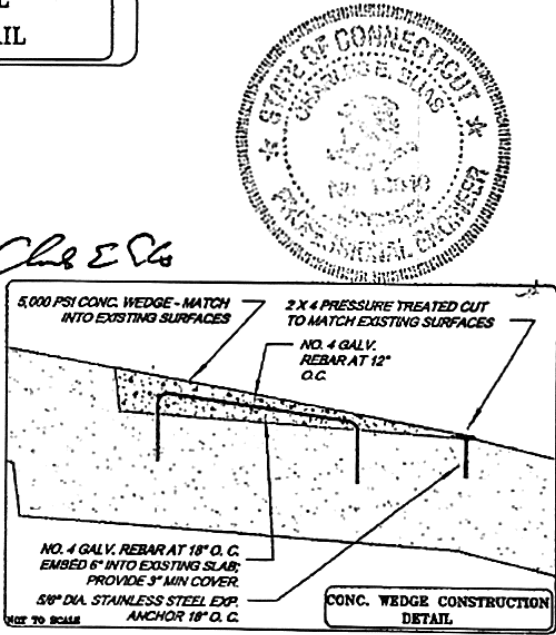 L
IL
STATE OF CONNECTICUT
CHARLES E. ELIAS
No.
PROFESSIONAL ENGINEER
5,000 PSI CONC. WEDGE - MATCH
INTO EXISTING SURFACES
2 X 4 PRESSURE TREATED CUT
TO MATCH EXISTING SURFACES
NO. 4 GALV.
REBAR AT 12"
O.C.
NO. 4 GALV. REBAR AT 18" O. C.
EMBED 6" INTO EXISTING SLAB;
PROVIDE 3" MIN COVER.
5/8" DIA. STAINLESS STEEL EXP.
ANCHOR 18" O. C.
NOT TO SCALE
CONC. WEDGE CONSTRUCTION
DETAIL